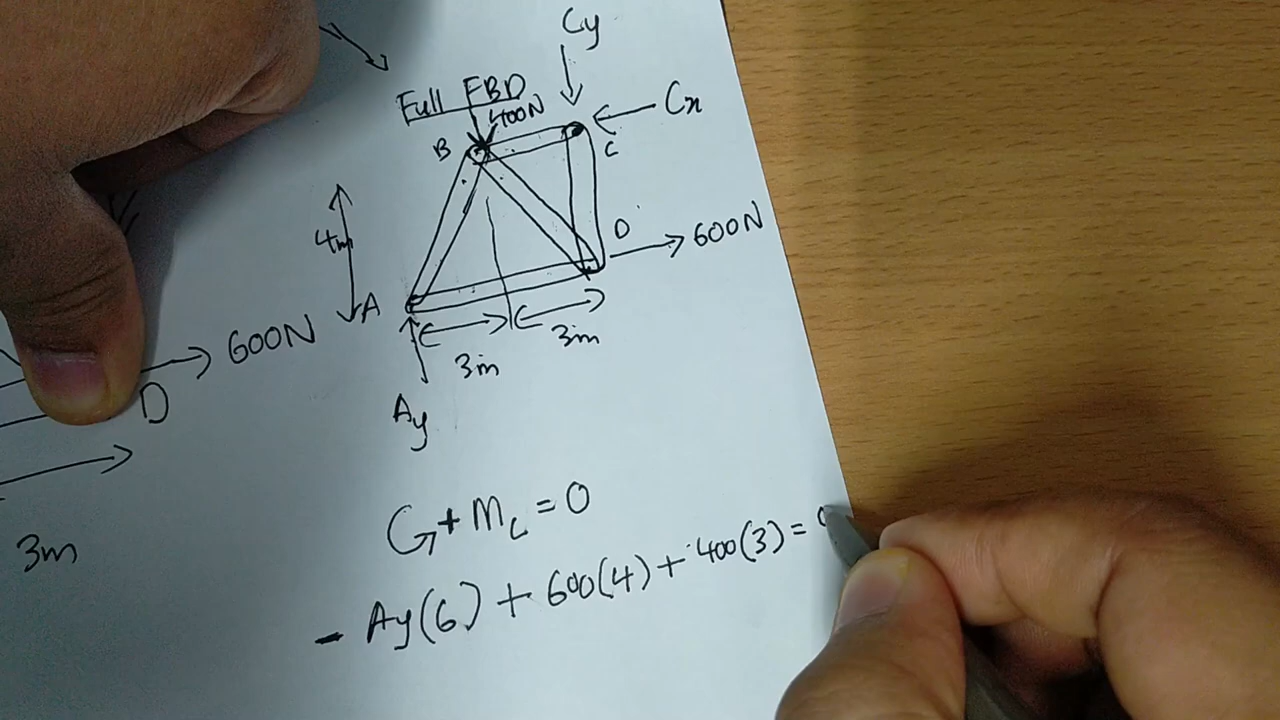 Cy
Full FBD
400N
Cx
B
C
4m
D
600N
A
3m
3m
Ay
600N
D
3m
↺+ Mc = 0
- Ay(6) + 600(4) + 400(3) = 0